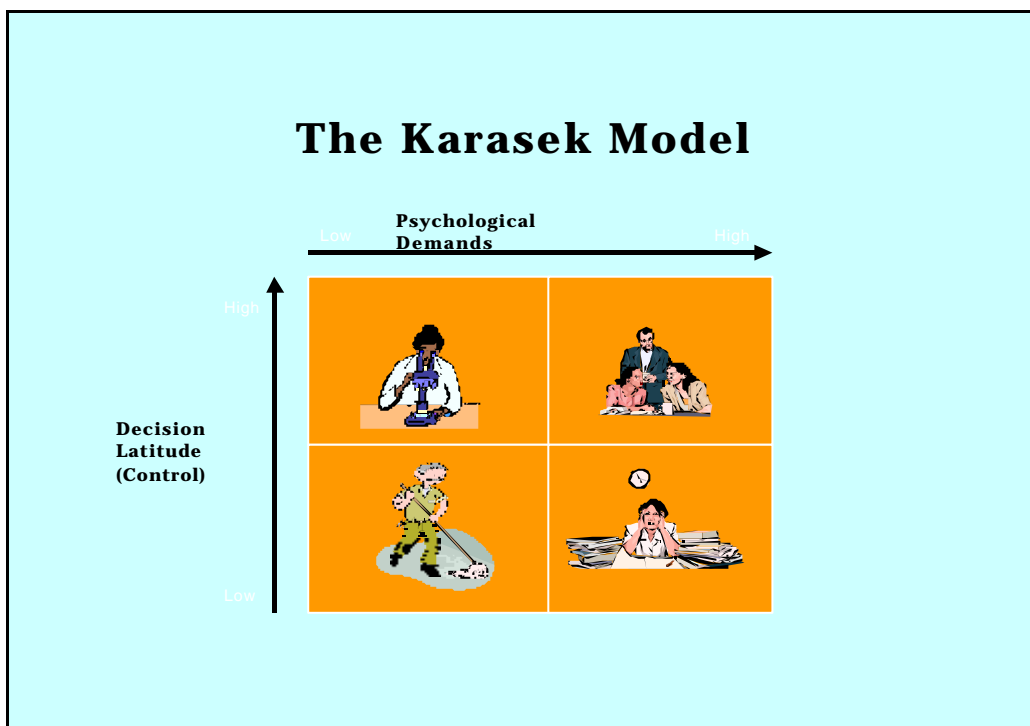 The Karasek Model
Psychological
Demands
Low
High
High
Decision
Latitude
(Control)
Low